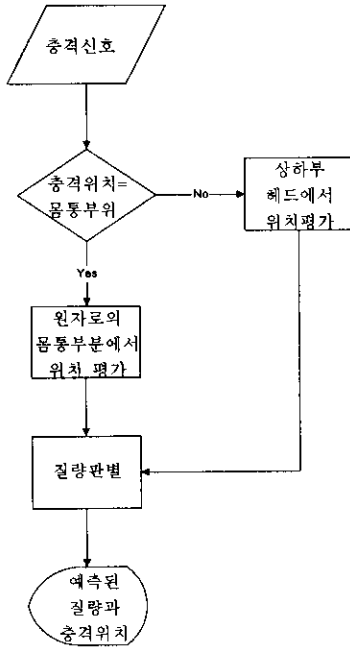 충격신호
충격위치=
몸통부위
No
상하부
헤드에서
위치평가
Yes
원자로의
몸통부분에서
위치 평가
질량판별
예측된
질량과
충격위치